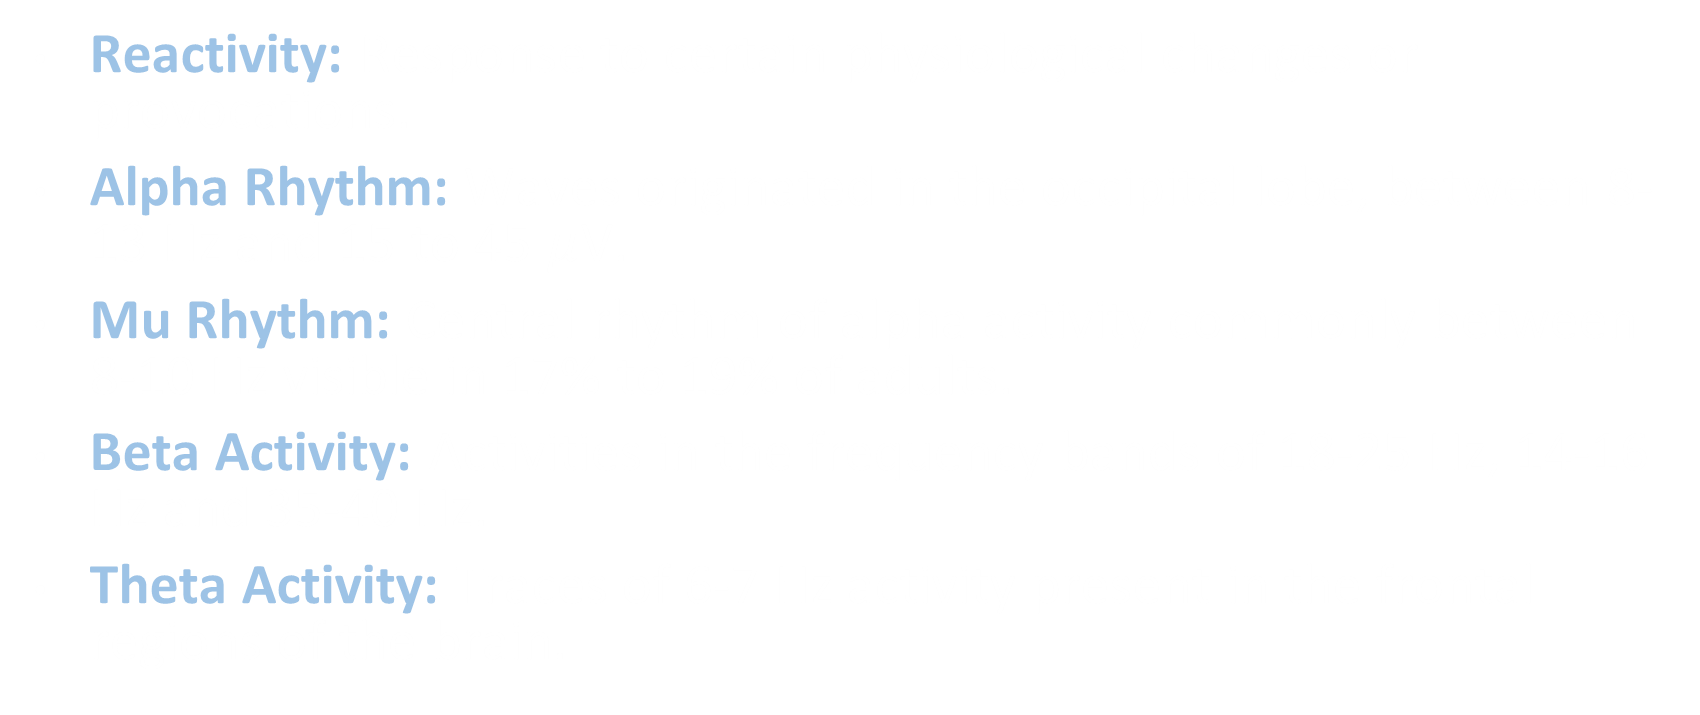 Reactivity:
Alpha Rhythm:
Mu Rhythm:
Beta Activity:
Theta Activity: